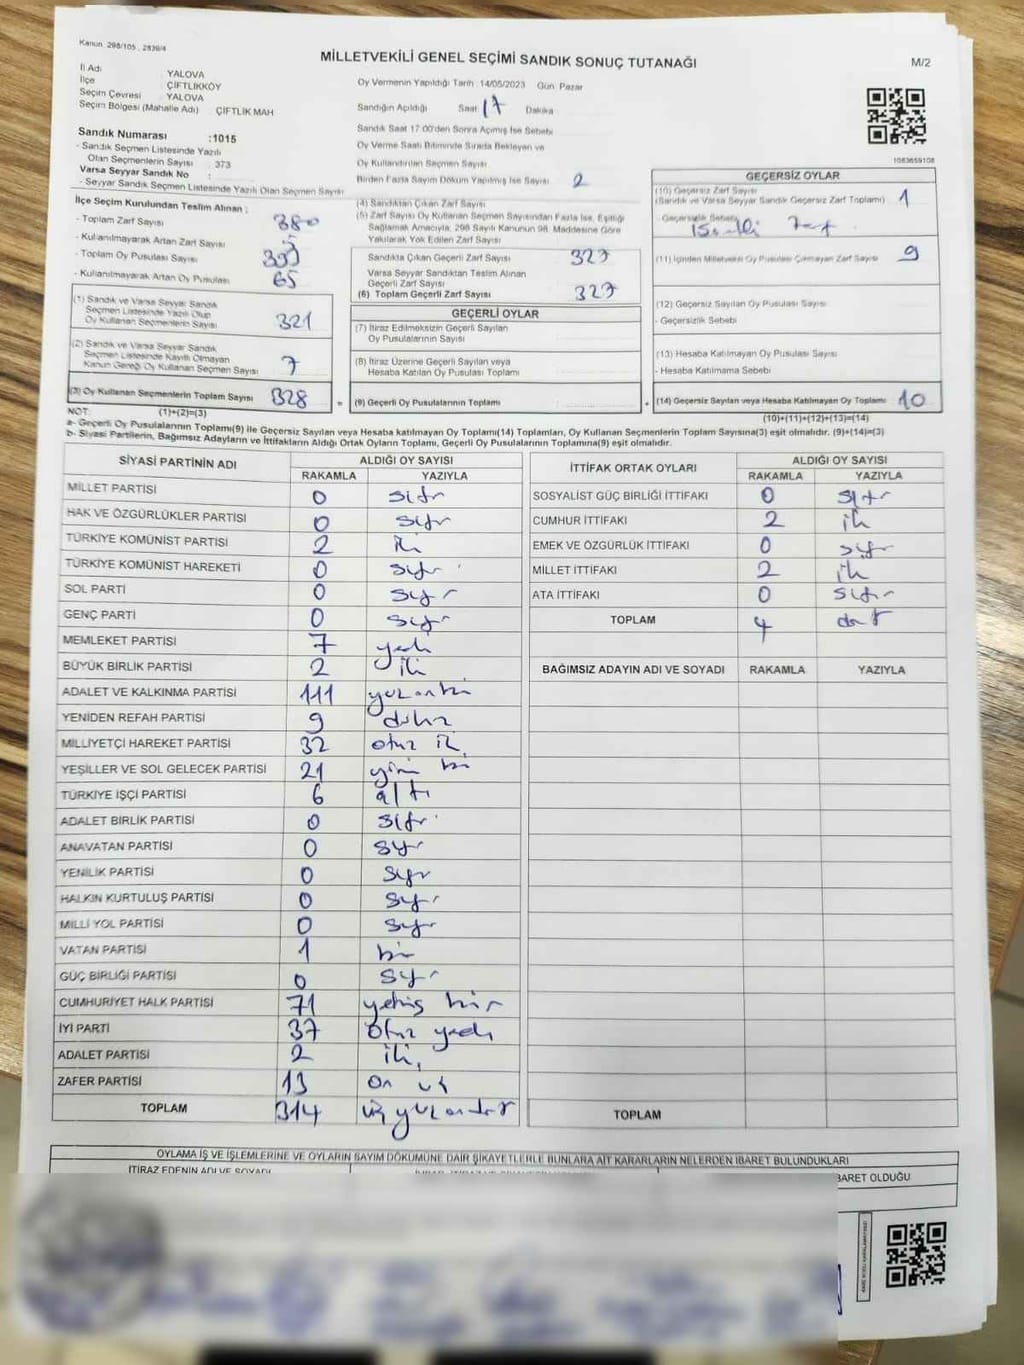 Kanun 298/105 , 2839/4
MİLLETVEKİLİ GENEL SEÇİMİ SANDIK SONUÇ TUTANAĞI
M/2
İl Adı YALOVA
İlçe ÇİFTLİKKÖY
Seçim Çevresi YALOVA
Seçim Bölgesi (Mahalle Adı) ÇİFTLİK MAH
Sandık Numarası :1015
- Sandık Seçmen Listesinde Yazılı
Olan Seçmenlerin Sayısı : 373
Varsa Seyyar Sandık No :
- Seyyar Sandık Seçmen Listesinde Yazılı Olan Seçmen Sayısı
Oy Vermenin Yapıldığı Tarih 14/05/2023 Gün Pazar
Sandığın Açıldığı Saat 17 Dakika
Sandık Saat 17:00'den Sonra Açılmış İse Sebebi
Oy Verme Saati Bitiminde Sırada Bekleyen ve
Oy Kullandırılan Seçmen Sayısı
Birden Fazla Sayım Döküm Yapılmış İse Sayısı 2
1083659108
İlçe Seçim Kurulundan Teslim Alınan ;
- Toplam Zarf Sayısı 380
- Kullanılmayarak Artan Zarf Sayısı
- Toplam Oy Pusulası Sayısı
- Kullanılmayarak Artan Oy Pusulası 65
(1) Sandık ve Varsa Seyyar Sandık
Seçmen Listesinde Yazılı Olup
Oy Kullanan Seçmenlerin Sayısı 321
(2) Sandık ve Varsa Seyyar Sandık
Seçmen Listesinde Kayıtlı Olmayan
Kanun Gereği Oy Kullanan Seçmen Sayısı 7
(3) Oy Kullanan Seçmenlerin Toplam Sayısı 328
(1)+(2)=(3)
(4) Sandıktan Çıkan Zarf Sayısı
(5) Zarf Sayısı Oy Kullanan Seçmen Sayısından Fazla İse, Eşitliği
Sağlamak Amacıyla, 298 Sayılı Kanunun 98. Maddesine Göre
Yakılarak Yok Edilen Zarf Sayısı
Sandıkta Çıkan Geçerli Zarf Sayısı 327
Varsa Seyyar Sandıktan Teslim Alınan
Geçerli Zarf Sayısı
(6) Toplam Geçerli Zarf Sayısı 327
GEÇERLİ OYLAR
(7) İtiraz Edilmeksizin Geçerli Sayılan
Oy Pusulalarının Sayısı
(8) İtiraz Üzerine Geçerli Sayılan veya
Hesaba Katılan Oy Pusulası Toplamı
= (9) Geçerli Oy Pusulalarının Toplamı
GEÇERSİZ OYLAR
(10) Geçersiz Zarf Sayısı
(Sandık ve Varsa Seyyar Sandık Geçersiz Zarf Toplamı) 1
- Geçersizlik Sebebi
(11) İçinden Milletvekili Oy Pusulası Çıkmayan Zarf Sayısı 9
(12) Geçersiz Sayılan Oy Pusulası Sayısı
- Geçersizlik Sebebi
(13) Hesaba Katılmayan Oy Pusulası Sayısı
- Hesaba Katılmama Sebebi
+ (14) Geçersiz Sayılan veya Hesaba Katılmayan Oy Toplamı 10
(10)+(11)+(12)+(13)=(14)
NOT:
a- Geçerli Oy Pusulalarının Toplamı(9) ile Geçersiz Sayılan veya Hesaba katılmayan Oy Toplamı(14) Toplamları, Oy Kullanan Seçmenlerin Toplam Sayısına(3) eşit olmalıdır. (9)+(14)=(3)
b- Siyasi Partilerin, Bağımsız Adayların ve İttifakların Aldığı Ortak Oyların Toplamı, Geçerli Oy Pusulalarının Toplamına(9) eşit olmalıdır.
SİYASİ PARTİNİN ADI ALDIĞI OY SAYISI
RAKAMLA YAZIYLA
MİLLET PARTİSİ 0 sıfır
HAK VE ÖZGÜRLÜKLER PARTİSİ 0 sıfır
TÜRKİYE KOMÜNİST PARTİSİ 2 iki
TÜRKİYE KOMÜNİST HAREKETİ 0 sıfır
SOL PARTİ 0 sıfır
GENÇ PARTİ 0 sıfır
MEMLEKET PARTİSİ 7 yedi
BÜYÜK BİRLİK PARTİSİ 2 iki
ADALET VE KALKINMA PARTİSİ 111 yüz onbir
YENİDEN REFAH PARTİSİ 9 dokuz
MİLLİYETÇİ HAREKET PARTİSİ 32 otuz iki
YEŞİLLER VE SOL GELECEK PARTİSİ 21 yirmi bir
TÜRKİYE İŞÇİ PARTİSİ 6 altı
ADALET BİRLİK PARTİSİ 0 sıfır
ANAVATAN PARTİSİ 0 sıfır
YENİLİK PARTİSİ 0 sıfır
HALKIN KURTULUŞ PARTİSİ 0 sıfır
MİLLİ YOL PARTİSİ 0 sıfır
VATAN PARTİSİ 1 bir
GÜÇ BİRLİĞİ PARTİSİ 0 sıfır
CUMHURİYET HALK PARTİSİ 71 yetmiş bir
İYİ PARTİ 37 otuz yedi
ADALET PARTİSİ 2 iki
ZAFER PARTİSİ 13 on üç
TOPLAM 314 üç yüz ondört
İTTİFAK ORTAK OYLARI ALDIĞI OY SAYISI
RAKAMLA YAZIYLA
SOSYALİST GÜÇ BİRLİĞİ İTTİFAKI 0 sıfır
CUMHUR İTTİFAKI 2 iki
EMEK VE ÖZGÜRLÜK İTTİFAKI 0 sıfır
MİLLET İTTİFAKI 2 iki
ATA İTTİFAKI 0 sıfır
TOPLAM 4 dört
BAĞIMSIZ ADAYIN ADI VE SOYADI RAKAMLA YAZIYLA
TOPLAM
OYLAMA İŞ VE İŞLEMLERİNE VE OYLARIN SAYIM DÖKÜMÜNE DAİR ŞİKAYETLERLE BUNLARA AİT KARARLARIN NELERDEN İBARET BULUNDUKLARI
İTİRAZ EDENİN ADI VE SOYADI
BARET OLDUĞU